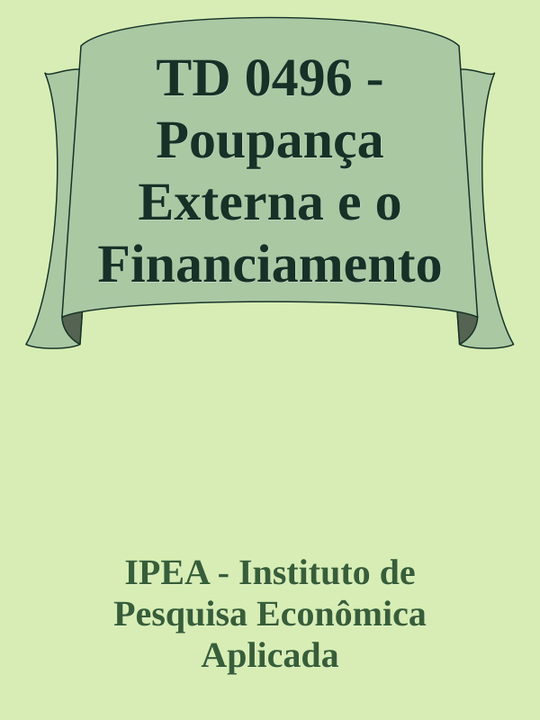 TD 0496 -
Poupança
Externa e o
Financiamento
IPEA - Instituto de
Pesquisa Econômica
Aplicada